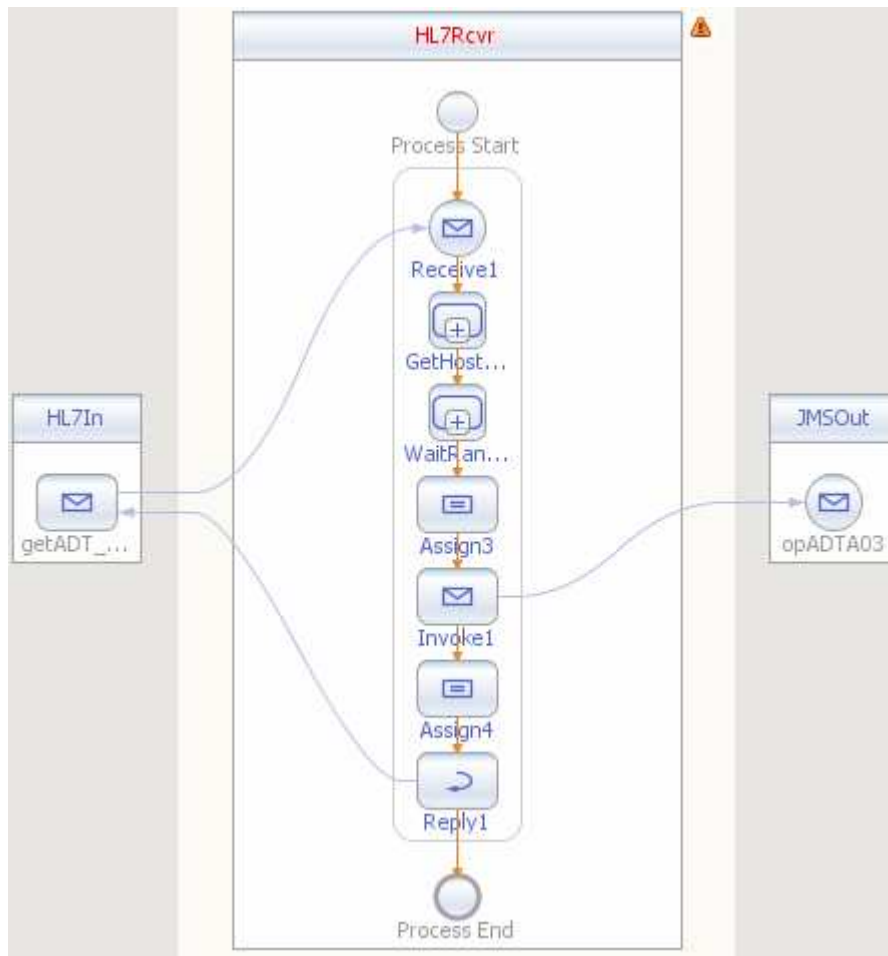 HL7Rcvr
Process Start
Receive1
GetHost...
WaitRan...
HL7In
getADT_...
JMSOut
opADTA03
Assign3
Invoke1
Assign4
Reply1
Process End